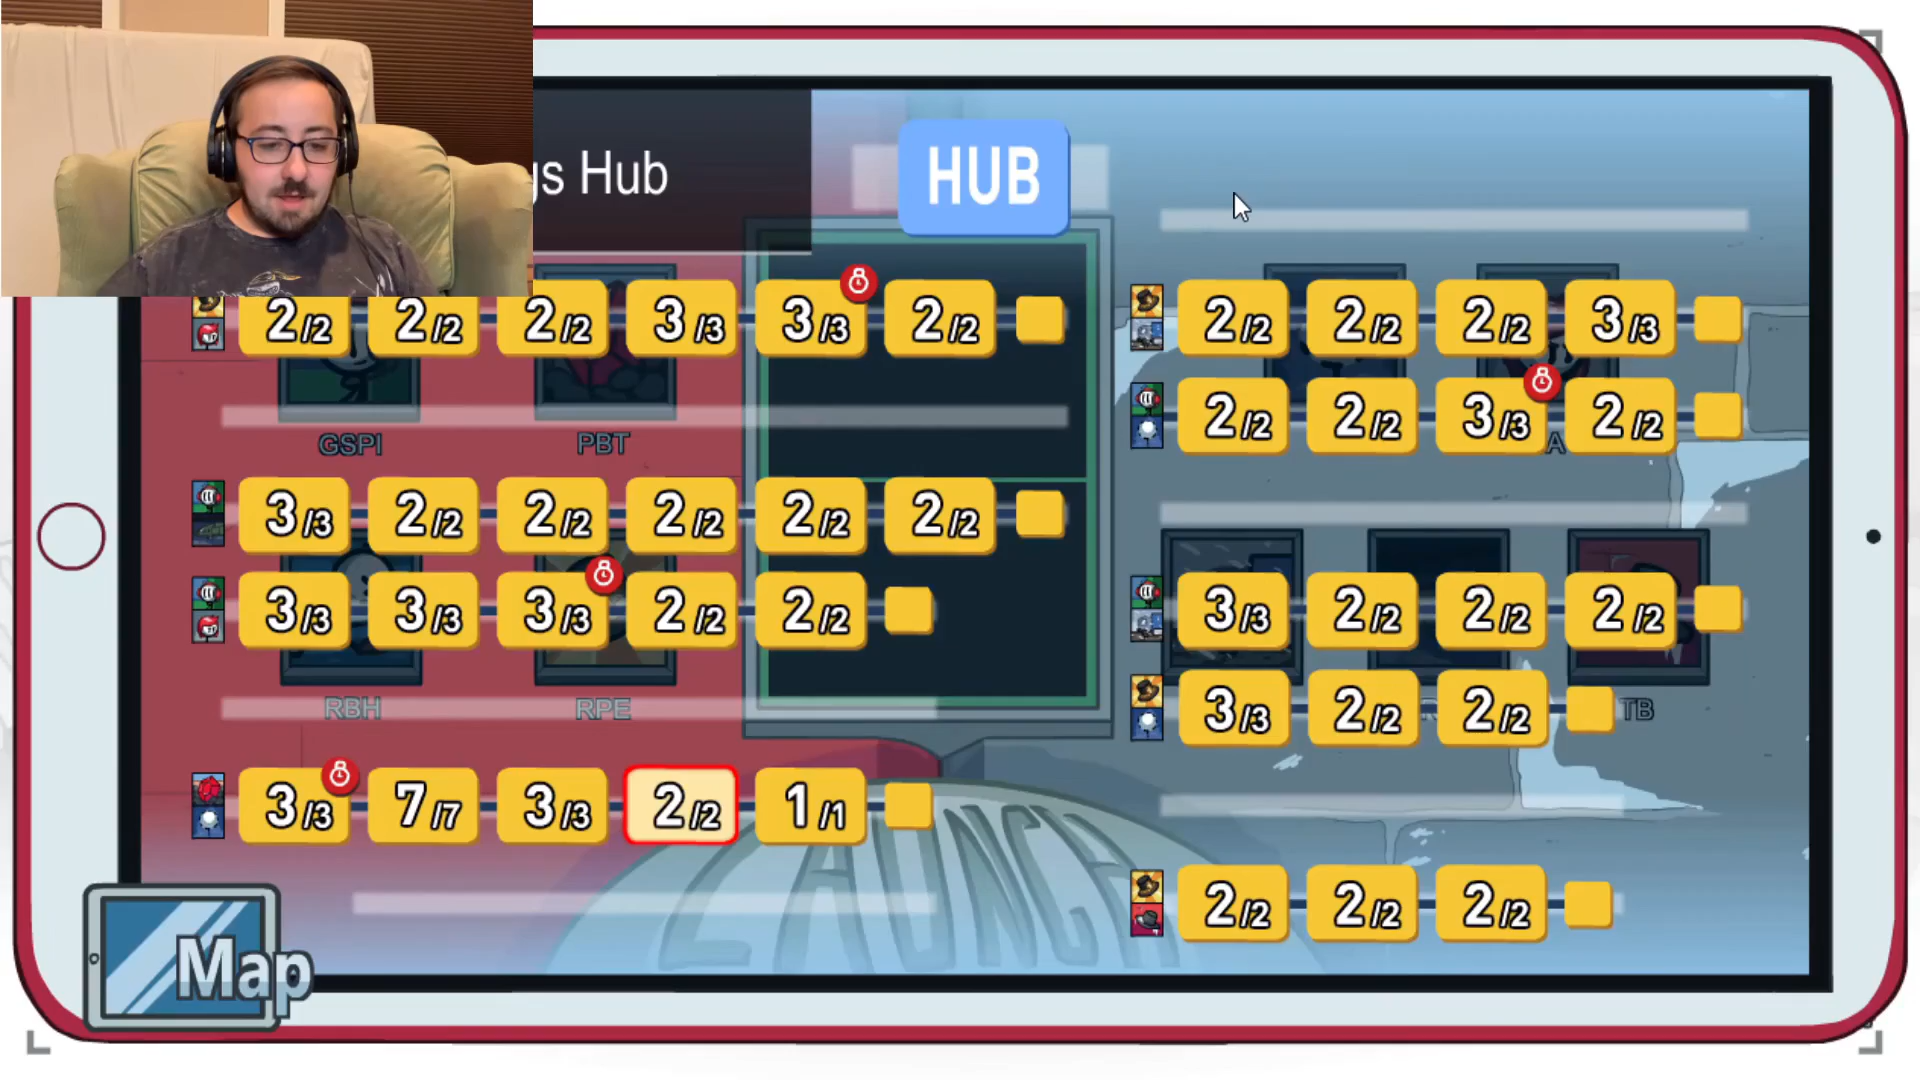 gs Hub
HUB
2/2 2/2 2/2 3/3 3/3 2/2
2/2 2/2 2/2 3/3
2/2 2/2 3/3 2/2
A
GSPI PBT
3/3 2/2 2/2 2/2 2/2 2/2
3/3 3/3 3/3 2/2 2/2
3/3 2/2 2/2 2/2
3/3 2/2 2/2
TB
RBH RPE
3/3 7/7 3/3 2/2 1/1
2/2 2/2 2/2
LAUNCH
Map